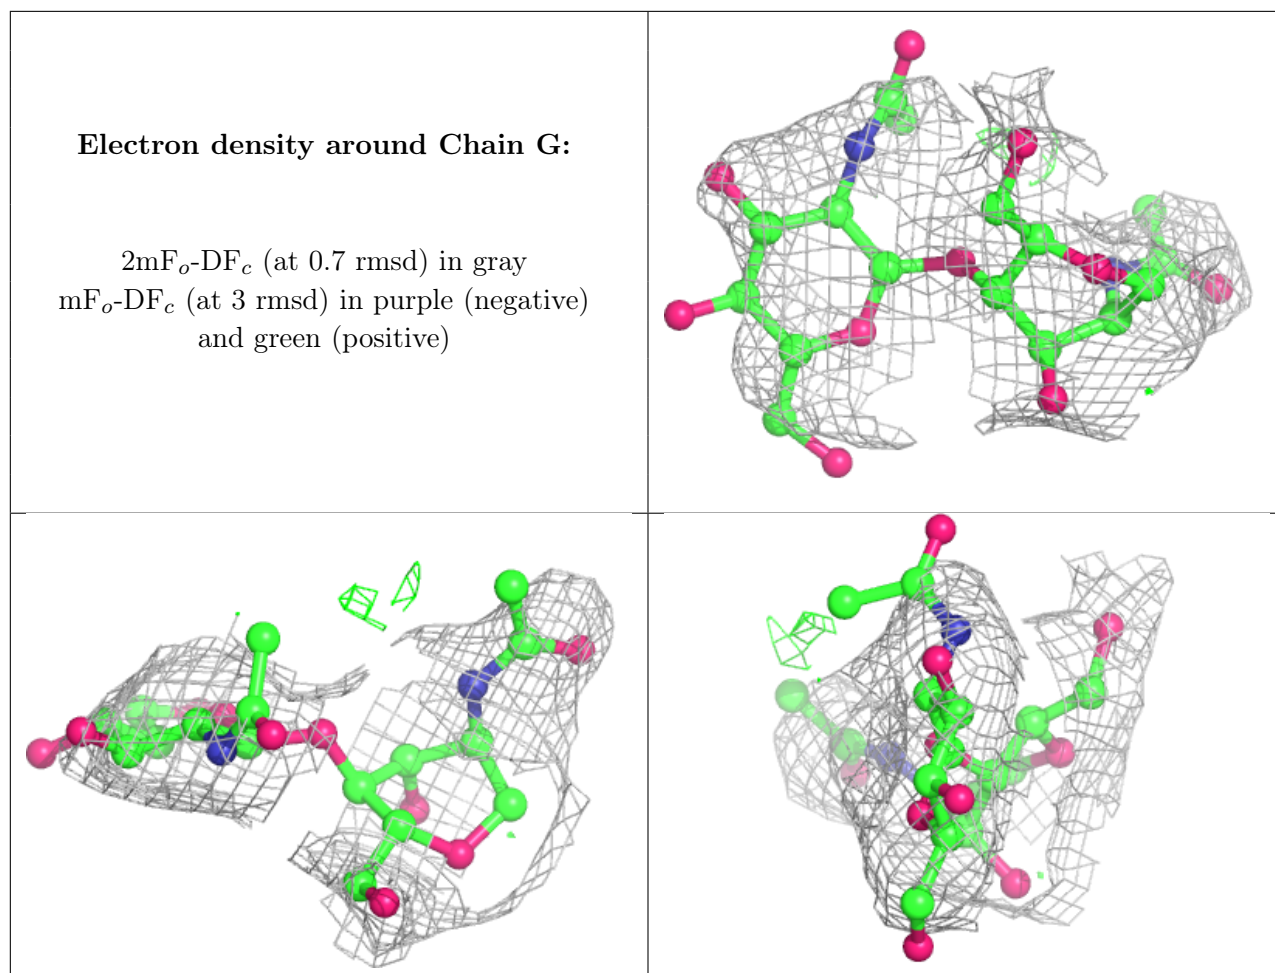 Electron density around Chain G:
2mFo-DFc (at 0.7 rmsd) in gray
mFo-DFc (at 3 rmsd) in purple (negative)
and green (positive)